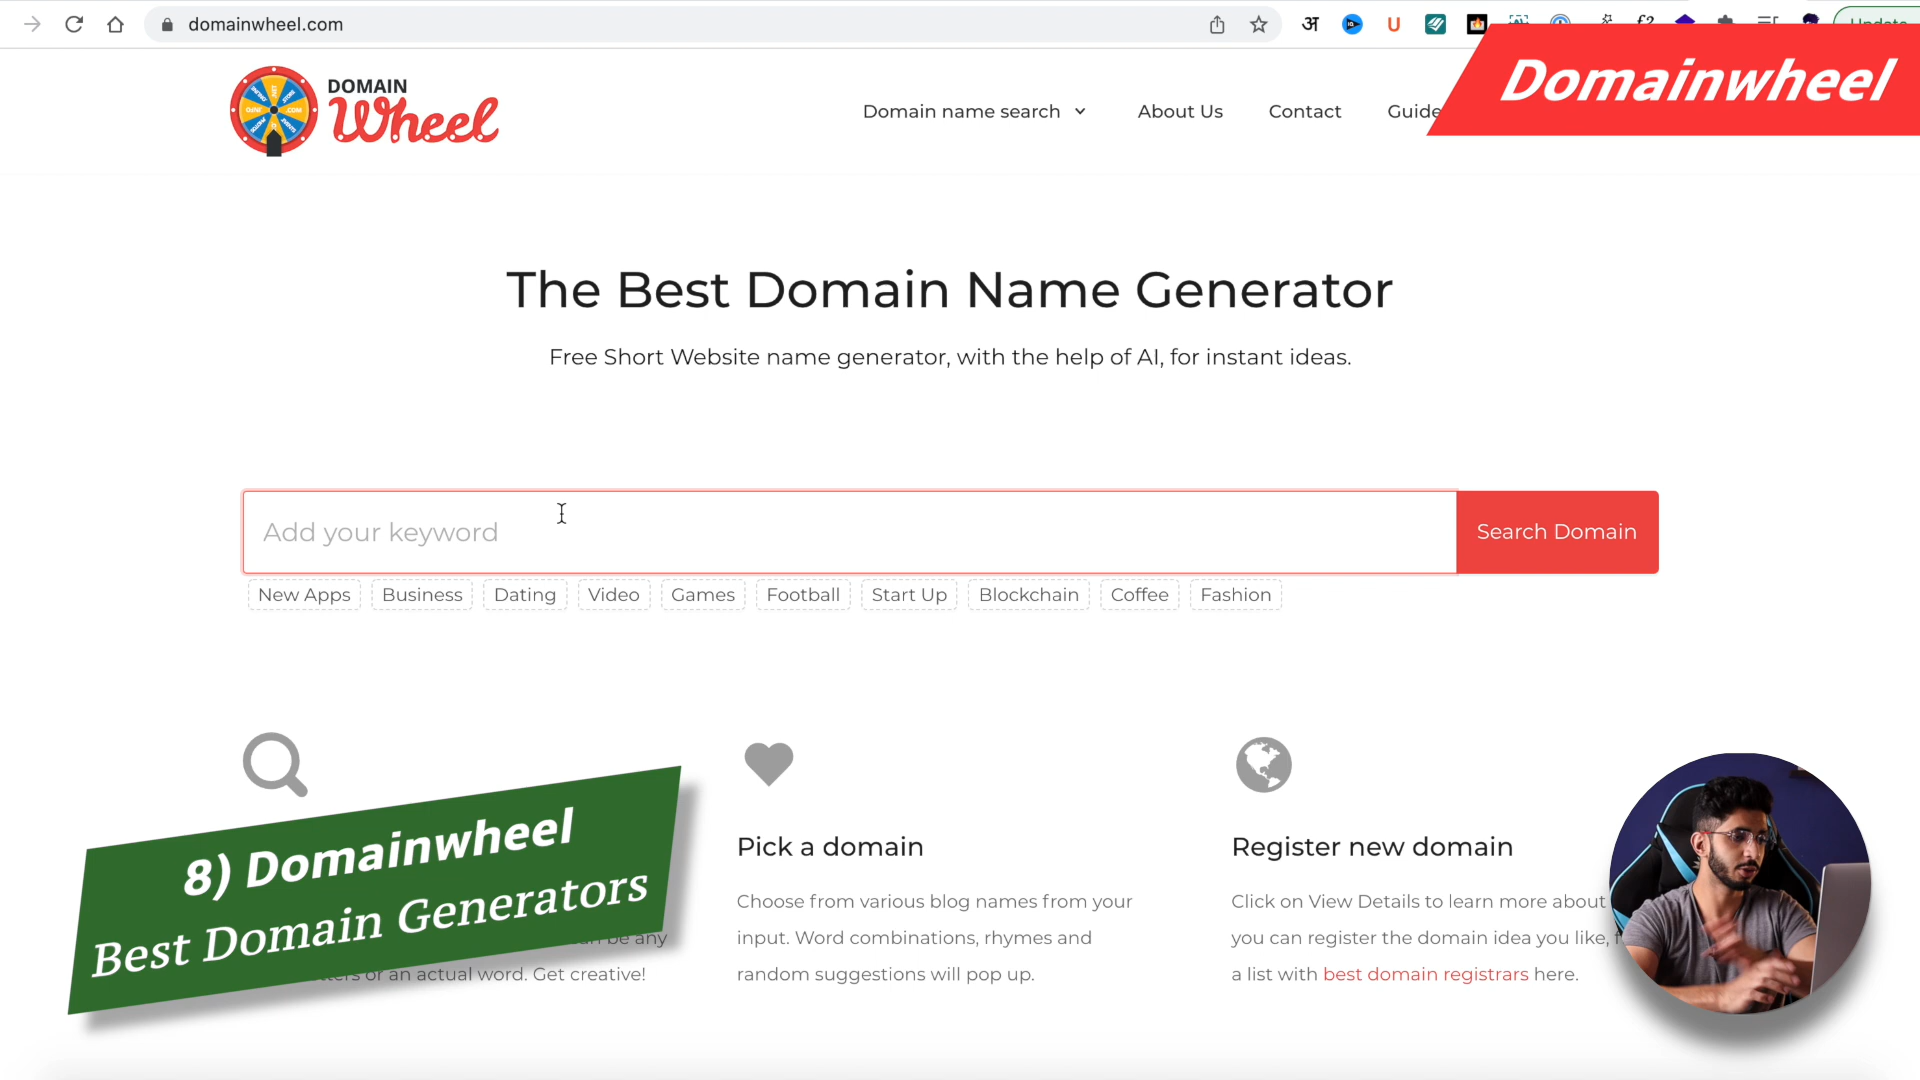 domainwheel.com
Update
Domainwheel
DOMAIN
Wheel
Domain name search
About Us
Contact
Guide
The Best Domain Name Generator
Free Short Website name generator, with the help of AI, for instant ideas.
Add your keyword
Search Domain
New Apps
Business
Dating
Video
Games
Football
Start Up
Blockchain
Coffee
Fashion
8) Domainwheel
Best Domain Generators
be any
or an actual word. Get creative!
Pick a domain
Choose from various blog names from your
input. Word combinations, rhymes and
random suggestions will pop up.
Register new domain
Click on View Details to learn more about
you can register the domain idea you like,
a list with best domain registrars here.